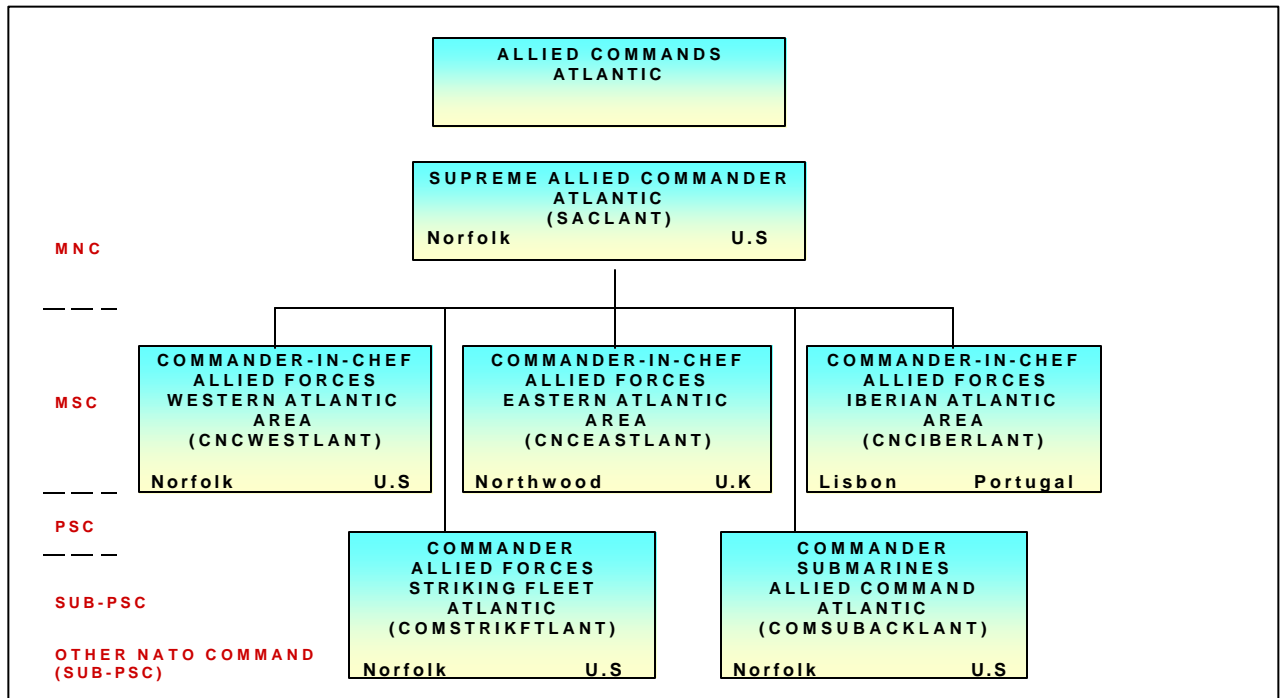 ALLIED COMMANDS
ATLANTIC
SUPREME ALLIED COMMANDER
ATLANTIC
(SACLANT)
Norfolk U.S
MNC
COMMANDER-IN-CHEF
ALLIED FORCES
WESTERN ATLANTIC
AREA
(CNCWESTLANT)
Norfolk U.S
COMMANDER-IN-CHEF
ALLIED FORCES
EASTERN ATLANTIC
AREA
(CNCEASTLANT)
Northwood U.K
COMMANDER-IN-CHEF
ALLIED FORCES
IBERIAN ATLANTIC
AREA
(CNCIBERLANT)
Lisbon Portugal
MSC
PSC
COMMANDER
ALLIED FORCES
STRIKING FLEET
ATLANTIC
(COMSTRIKFTLANT)
Norfolk U.S
COMMANDER
SUBMARINES
ALLIED COMMAND
ATLANTIC
(COMSUBACKLANT)
Norfolk U.S
SUB-PSC
OTHER NATO COMMAND
(SUB-PSC)